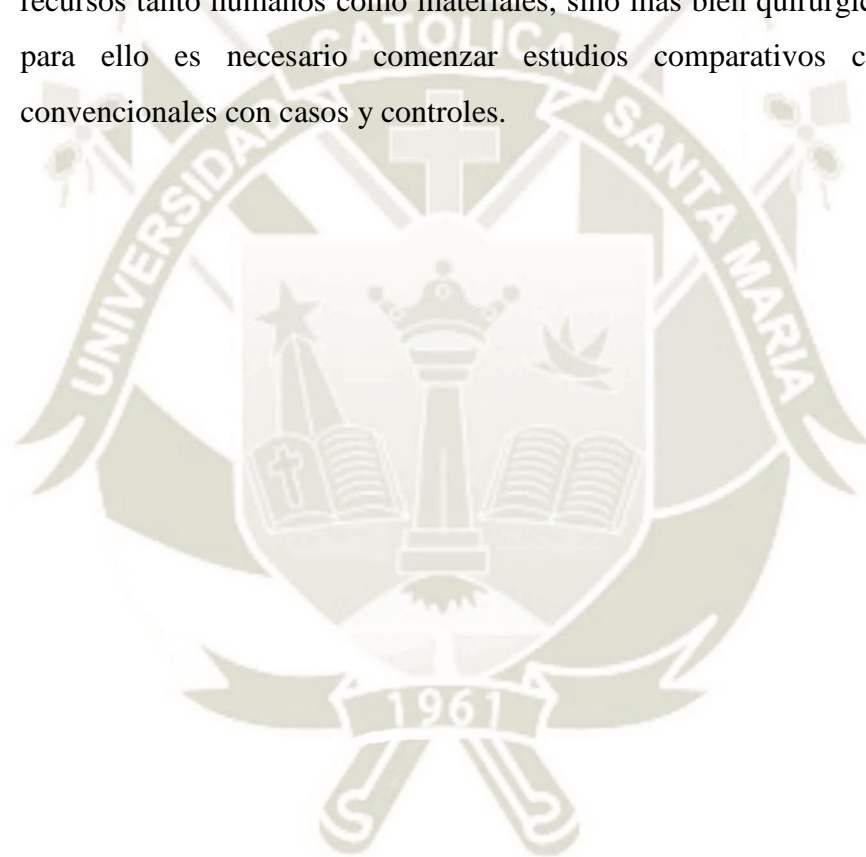 recursos tanto humanos como materiales, sino más bien
para ello es necesario comenzar estudios comparativos
convencionales con casos y controles.
UNIVERSIDAD CATOLICA SANTA MARIA
1961